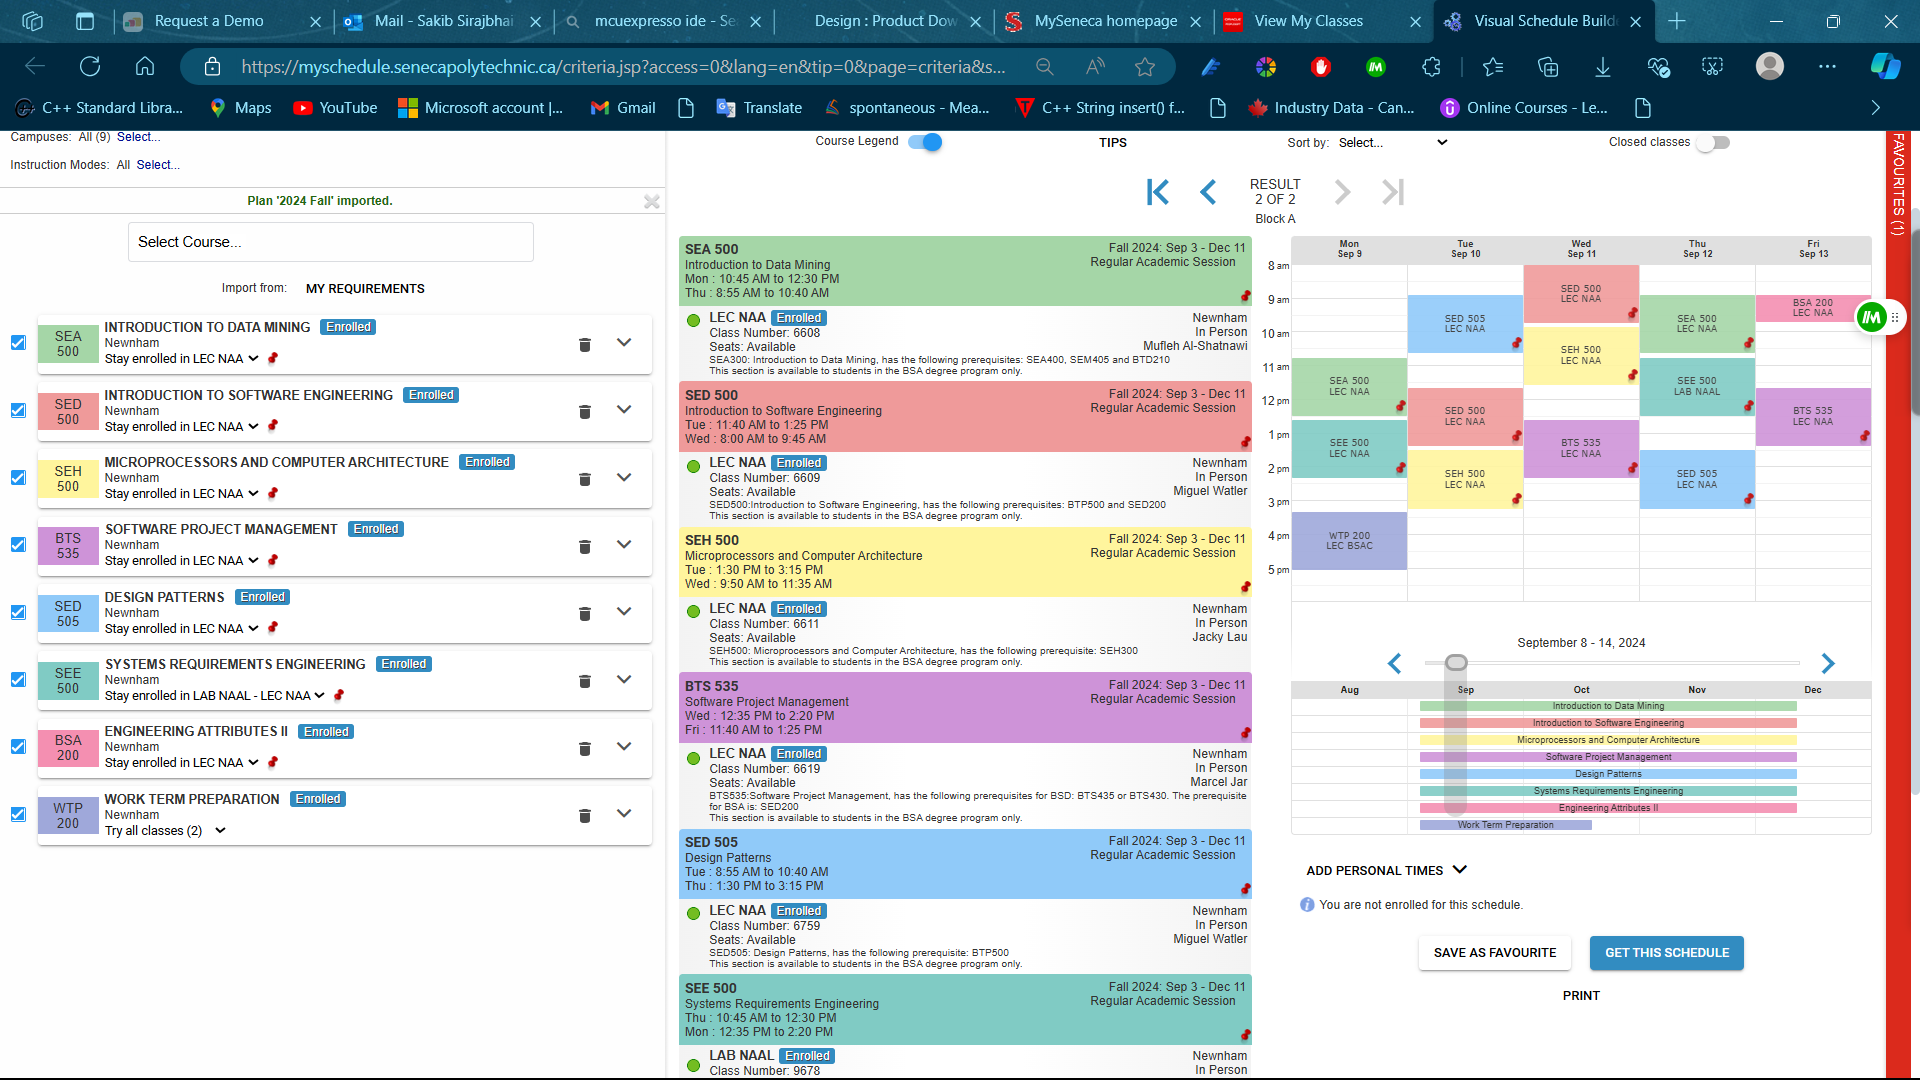 Request a Demo
Mail - Sakib Sirajbhai
mcuexpresso ide - Sea
Design : Product Dow
MySeneca homepage
View My Classes
Visual Schedule Builde
https://myschedule.senecapolytechnic.ca/criteria.jsp?access=0&lang=en&tip=0&page=criteria&s...
C++ Standard Libra...
Maps
YouTube
Microsoft account |...
Gmail
Translate
spontaneous - Mea...
C++ String insert() f...
Industry Data - Can...
Online Courses - Le...
Campuses: All (9) Select...
Instruction Modes: All Select...
Plan '2024 Fall' imported.
Select Course...
Import from: MY REQUIREMENTS
SEA 500
INTRODUCTION TO DATA MINING Enrolled
Newnham
Stay enrolled in LEC NAA
SED 500
INTRODUCTION TO SOFTWARE ENGINEERING Enrolled
Newnham
Stay enrolled in LEC NAA
SEH 500
MICROPROCESSORS AND COMPUTER ARCHITECTURE Enrolled
Newnham
Stay enrolled in LEC NAA
BTS 535
SOFTWARE PROJECT MANAGEMENT Enrolled
Newnham
Stay enrolled in LEC NAA
SED 505
DESIGN PATTERNS Enrolled
Newnham
Stay enrolled in LEC NAA
SEE 500
SYSTEMS REQUIREMENTS ENGINEERING Enrolled
Newnham
Stay enrolled in LAB NAAL - LEC NAA
BSA 200
ENGINEERING ATTRIBUTES II Enrolled
Newnham
Stay enrolled in LEC NAA
WTP 200
WORK TERM PREPARATION Enrolled
Newnham
Try all classes (2)
Course Legend
TIPS
Sort by: Select...
Closed classes
RESULT
2 OF 2
Block A
SEA 500 Fall 2024: Sep 3 - Dec 11
Introduction to Data Mining Regular Academic Session
Mon : 10:45 AM to 12:30 PM
Thu : 8:55 AM to 10:40 AM
LEC NAA Enrolled Newnham
Class Number: 6608 In Person
Seats: Available Mufleh Al-Shatnawi
SEA300: Introduction to Data Mining, has the following prerequisites: SEA400, SEM405 and BTD210
This section is available to students in the BSA degree program only.
SED 500 Fall 2024: Sep 3 - Dec 11
Introduction to Software Engineering Regular Academic Session
Tue : 11:40 AM to 1:25 PM
Wed : 8:00 AM to 9:45 AM
LEC NAA Enrolled Newnham
Class Number: 6609 In Person
Seats: Available Miguel Watler
SED500:Introduction to Software Engineering, has the following prerequisites: BTP500 and SED200
This section is available to students in the BSA degree program only.
SEH 500 Fall 2024: Sep 3 - Dec 11
Microprocessors and Computer Architecture Regular Academic Session
Tue : 1:30 PM to 3:15 PM
Wed : 9:50 AM to 11:35 AM
LEC NAA Enrolled Newnham
Class Number: 6611 In Person
Seats: Available Jacky Lau
SEH500: Microprocessors and Computer Architecture, has the following prerequisite: SEH300
This section is available to students in the BSA degree program only.
BTS 535 Fall 2024: Sep 3 - Dec 11
Software Project Management Regular Academic Session
Wed : 12:35 PM to 2:20 PM
Fri : 11:40 AM to 1:25 PM
LEC NAA Enrolled Newnham
Class Number: 6619 In Person
Seats: Available Marcel Jar
BTS535:Software Project Management, has the following prerequisites for BSD: BTS435 or BTS430. The prerequisite
for BSA is: SED200
This section is available to students in the BSA degree program only.
SED 505 Fall 2024: Sep 3 - Dec 11
Design Patterns Regular Academic Session
Tue : 8:55 AM to 10:40 AM
Thu : 1:30 PM to 3:15 PM
LEC NAA Enrolled Newnham
Class Number: 6759 In Person
Seats: Available Miguel Watler
SED505: Design Patterns, has the following prerequisite: BTP500
This section is available to students in the BSA degree program only.
SEE 500 Fall 2024: Sep 3 - Dec 11
Systems Requirements Engineering Regular Academic Session
Thu : 10:45 AM to 12:30 PM
Mon : 12:35 PM to 2:20 PM
LAB NAAL Enrolled Newnham
Class Number: 9678 In Person
Mon Tue Wed Thu Fri
Sep 9 Sep 10 Sep 11 Sep 12 Sep 13
8 am
9 am
10 am
11 am
12 pm
1 pm
2 pm
3 pm
4 pm
5 pm
SEA 500
LEC NAA
SEE 500
LEC NAA
WTP 200
LEC BSAC
SED 505
LEC NAA
SED 500
LEC NAA
SEH 500
LEC NAA
SED 500
LEC NAA
SEH 500
LEC NAA
BTS 535
LEC NAA
SEA 500
LEC NAA
SEE 500
LAB NAAL
SED 505
LEC NAA
BSA 200
LEC NAA
BTS 535
LEC NAA
September 8 - 14, 2024
Aug Sep Oct Nov Dec
Introduction to Data Mining
Introduction to Software Engineering
Microprocessors and Computer Architecture
Software Project Management
Design Patterns
Systems Requirements Engineering
Engineering Attributes II
Work Term Preparation
ADD PERSONAL TIMES
You are not enrolled for this schedule.
SAVE AS FAVOURITE
GET THIS SCHEDULE
PRINT
FAVOURITES (1)